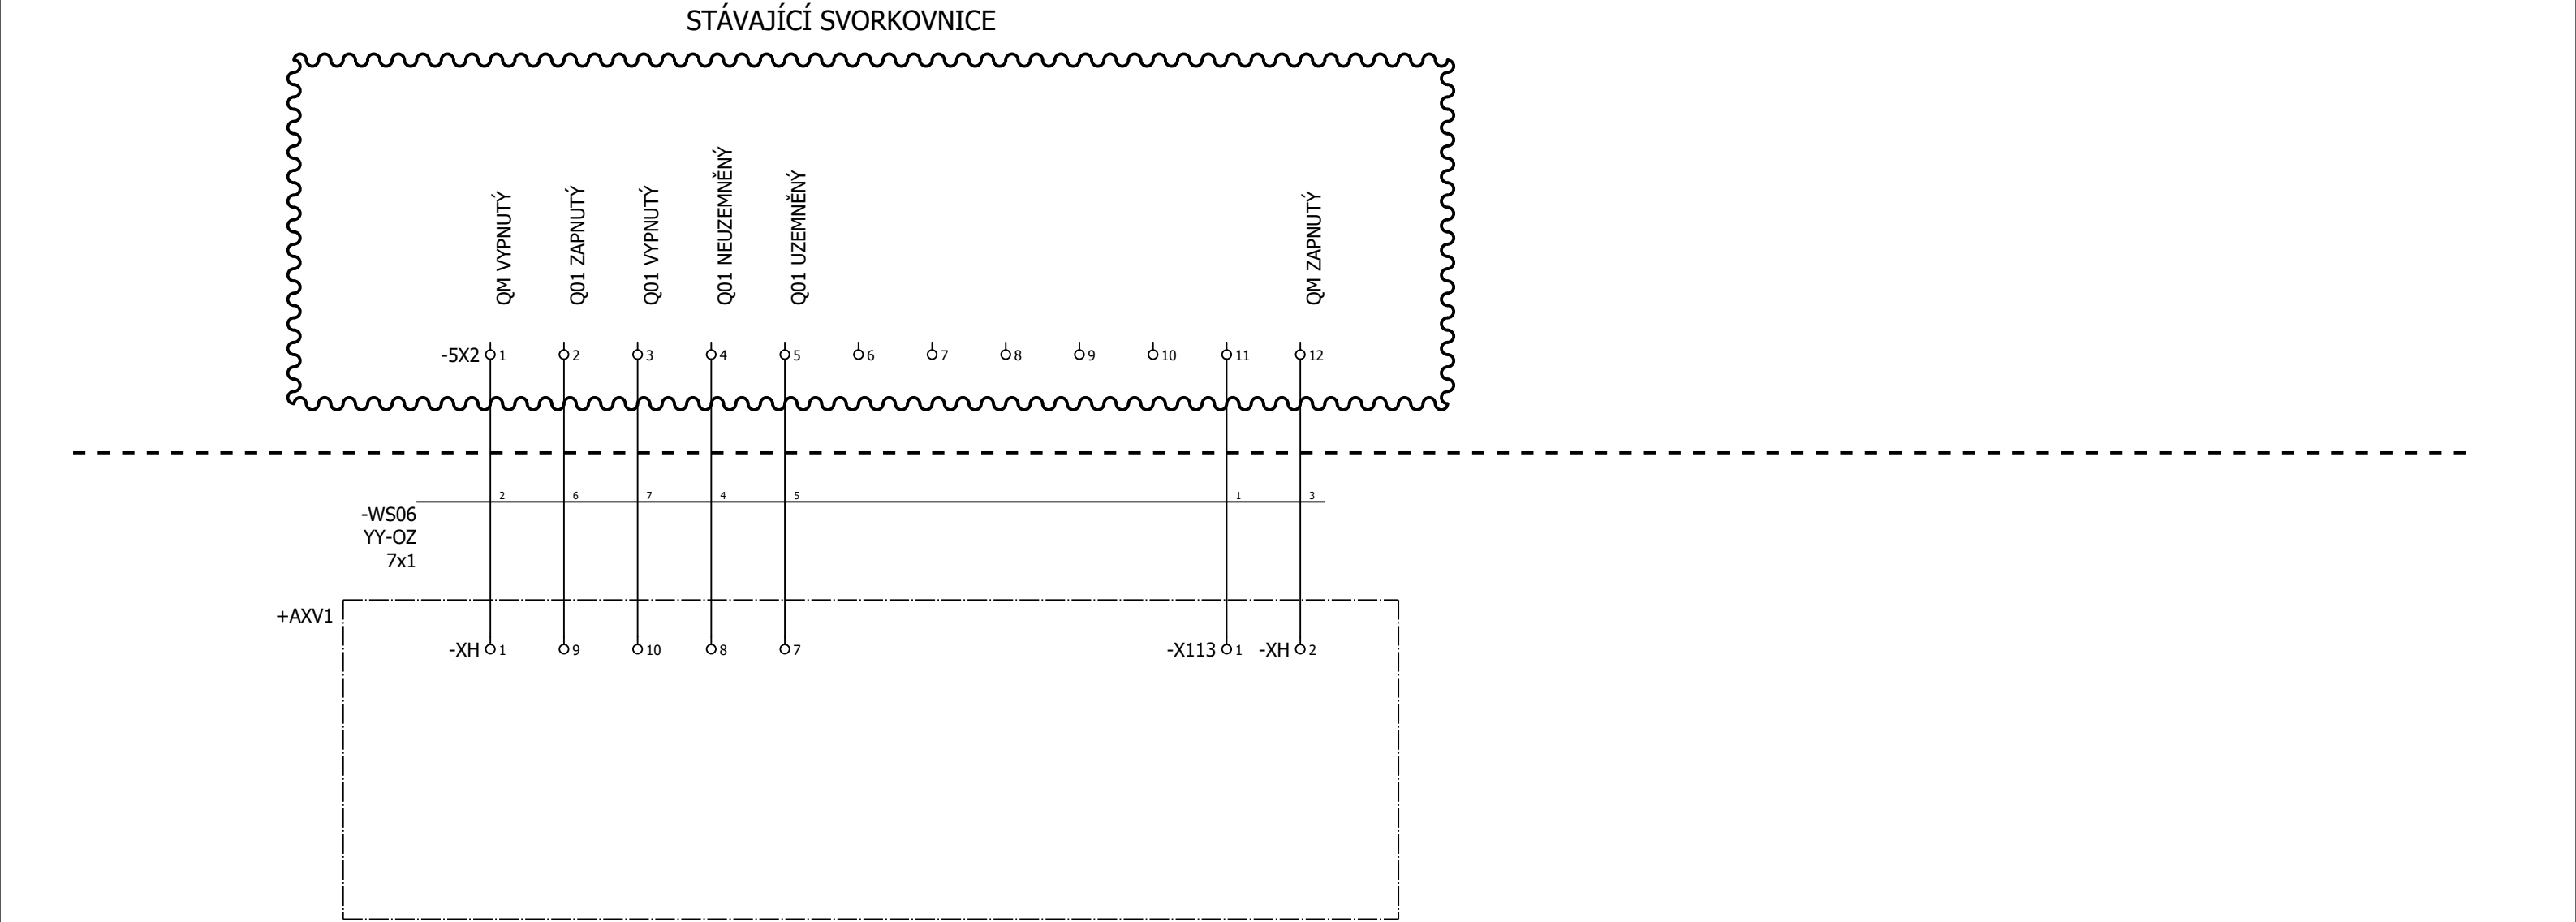 STÁVAJÍCÍ SVORKOVNICE
QM VYPNUTÝ
Q01 ZAPNUTÝ
Q01 VYPNUTÝ
Q01 NEUZEMNĚNÝ
Q01 UZEMNĚNÝ
QM ZAPNUTÝ
-5X2 1 2 3 4 5 6 7 8 9 10 11 12
2 6 7 4 5 1 3
-WS06
YY-OZ
7x1
+AXV1
-XH 1 9 10 8 7 -X113 1 -XH 2